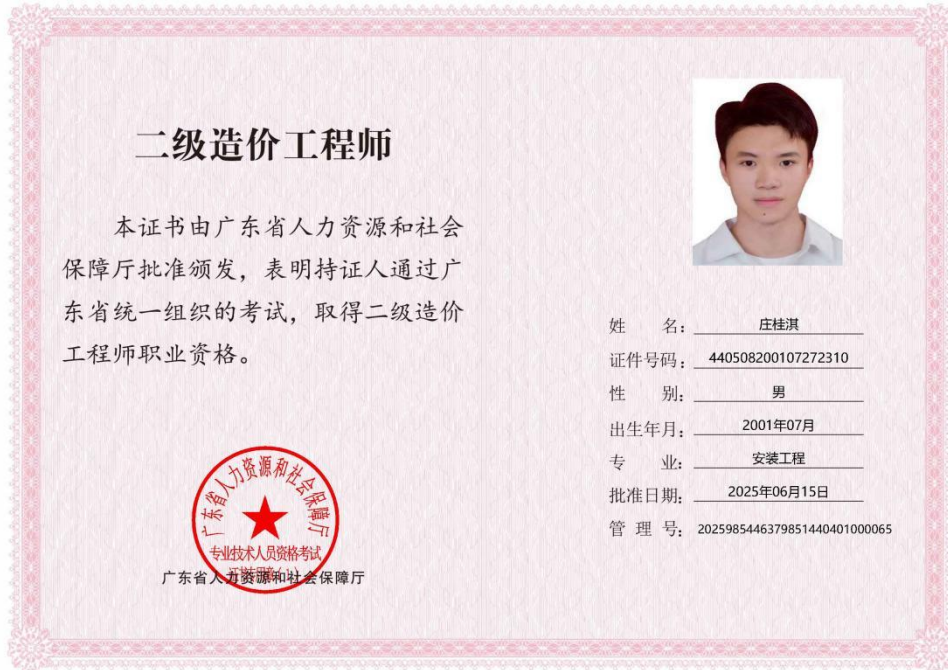 二级造价工程师
本证书由广东省人力资源和社会
保障厅批准颁发，表明持证人通过广
东省统一组织的考试，取得二级造价
工程师职业资格。
姓名：庄桂淇
证件号码：440508200107272310
性别：男
出生年月：2001年07月
专业：安装工程
批准日期：2025年06月15日
管理号：2025985446379851440401000065
广东省人力资源和社会保障厅
专业技术人员资格考试
广东省人力资源和社会保障厅